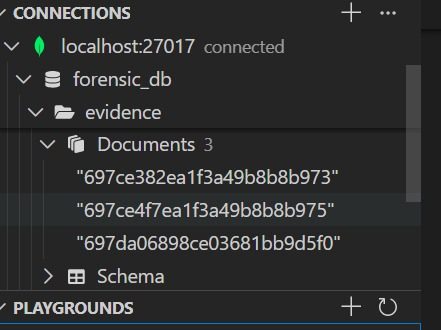 CONNECTIONS
localhost:27017 connected
forensic_db
evidence
Documents 3
"697ce382ea1f3a49b8b8b973"
"697ce4f7ea1f3a49b8b8b975"
"697da06898ce03681bb9d5f0"
Schema
PLAYGROUNDS